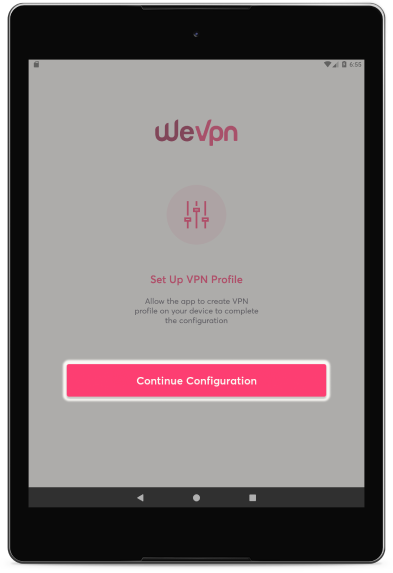 6:55
WeVpn
Set Up VPN Profile
Allow the app to create VPN
profile on your device to complete
the configuration
Continue Configuration